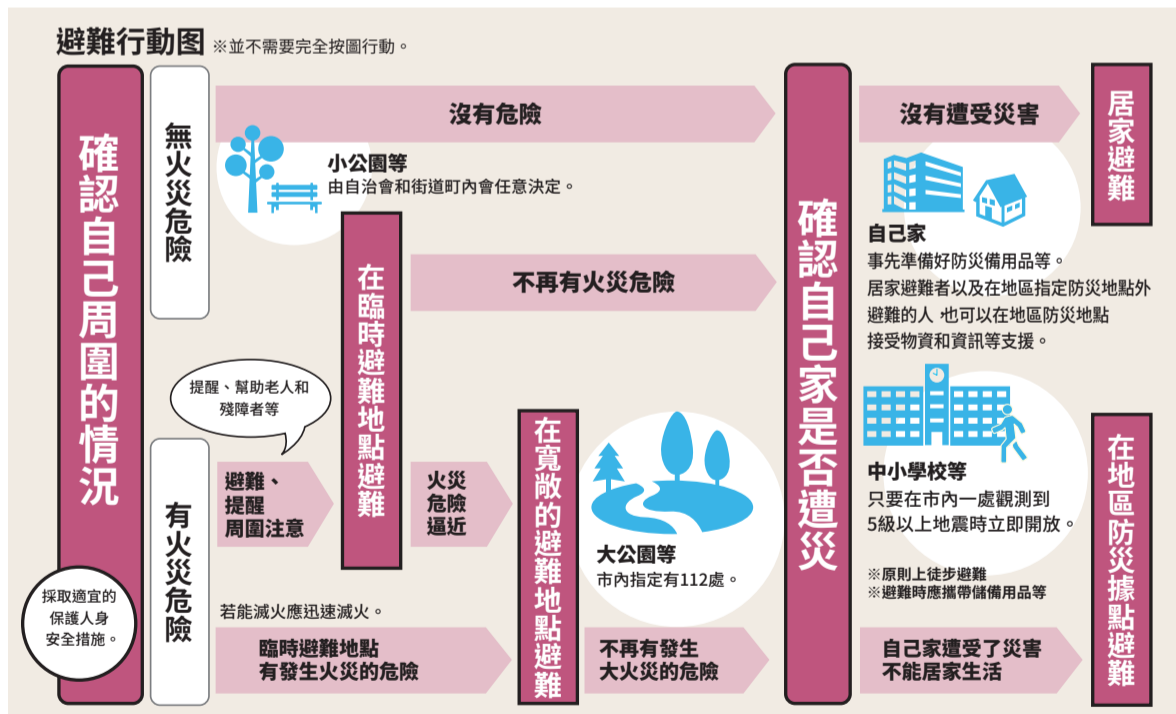 避難行動图 ※並不需要完全按圖行動。
確認自己周圍的情況
採取適宜的
保護人身
安全措施。
無火災危險
沒有危險
小公園等
由自治會和街道町內會任意決定。
在臨時避難地點避難
不再有火災危險
有火災危險
提醒、幫助老人和
殘障者等
避難、
提醒
周圍注意
火災
危險
逼近
若能滅火應迅速滅火。
臨時避難地點
有發生火災的危險
在寬敞的避難地點避難
大公園等
市內指定有112處。
不再有發生
大火災的危險
確認自己家是否遭災
沒有遭受災害
居家避難
自己家
事先準備好防災備用品等。
居家避難者以及在地區指定防災地點外
避難的人,也可以在地區防災地點
接受物資和資訊等支援。
中小學校等
只要在市內一處觀測到
5級以上地震時立即開放。
※原則上徒步避難
※避難時應攜帶儲備用品等
自己家遭受了災害
不能居家生活
在地區防災據點避難